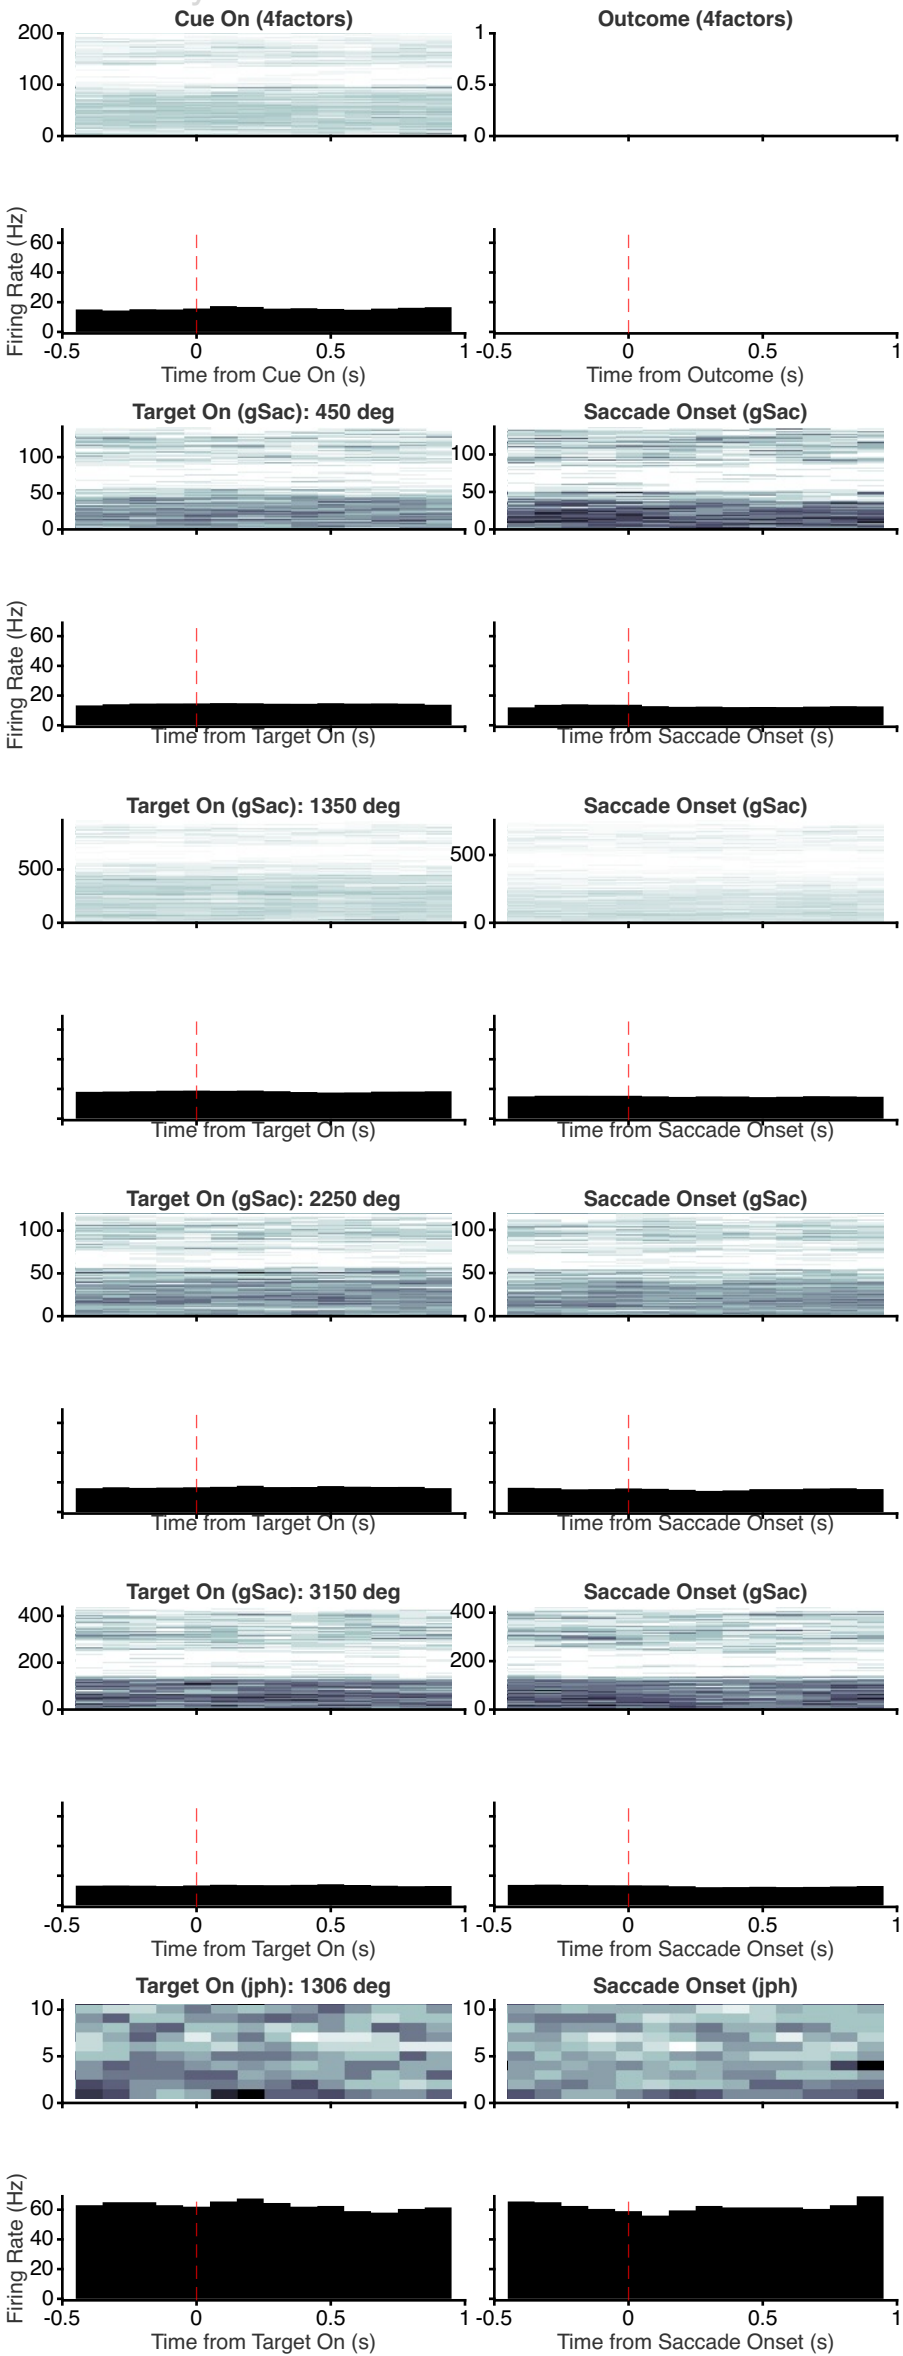 Cue On (4factors) Outcome (4factors)
200 1
100 0.5
0 0
Firing Rate (Hz)
60
40
20
0
-0.5 0 0.5 1 -0.5 0 0.5 1
Time from Cue On (s) Time from Outcome (s)
Target On (gSac): 450 deg Saccade Onset (gSac)
100 100
50 50
0 0
Firing Rate (Hz)
60
40
20
0
Time from Target On (s) Time from Saccade Onset (s)
Target On (gSac): 1350 deg Saccade Onset (gSac)
500 500
0 0
Time from Target On (s) Time from Saccade Onset (s)
Target On (gSac): 2250 deg Saccade Onset (gSac)
100 100
50 50
0 0
Time from Target On (s) Time from Saccade Onset (s)
Target On (gSac): 3150 deg Saccade Onset (gSac)
400 400
200 200
0 0
-0.5 0 0.5 1 -0.5 0 0.5 1
Time from Target On (s) Time from Saccade Onset (s)
Target On (jph): 1306 deg Saccade Onset (jph)
10 10
5 5
0 0
Firing Rate (Hz)
60
40
20
0
-0.5 0 0.5 1 -0.5 0 0.5 1
Time from Target On (s) Time from Saccade Onset (s)